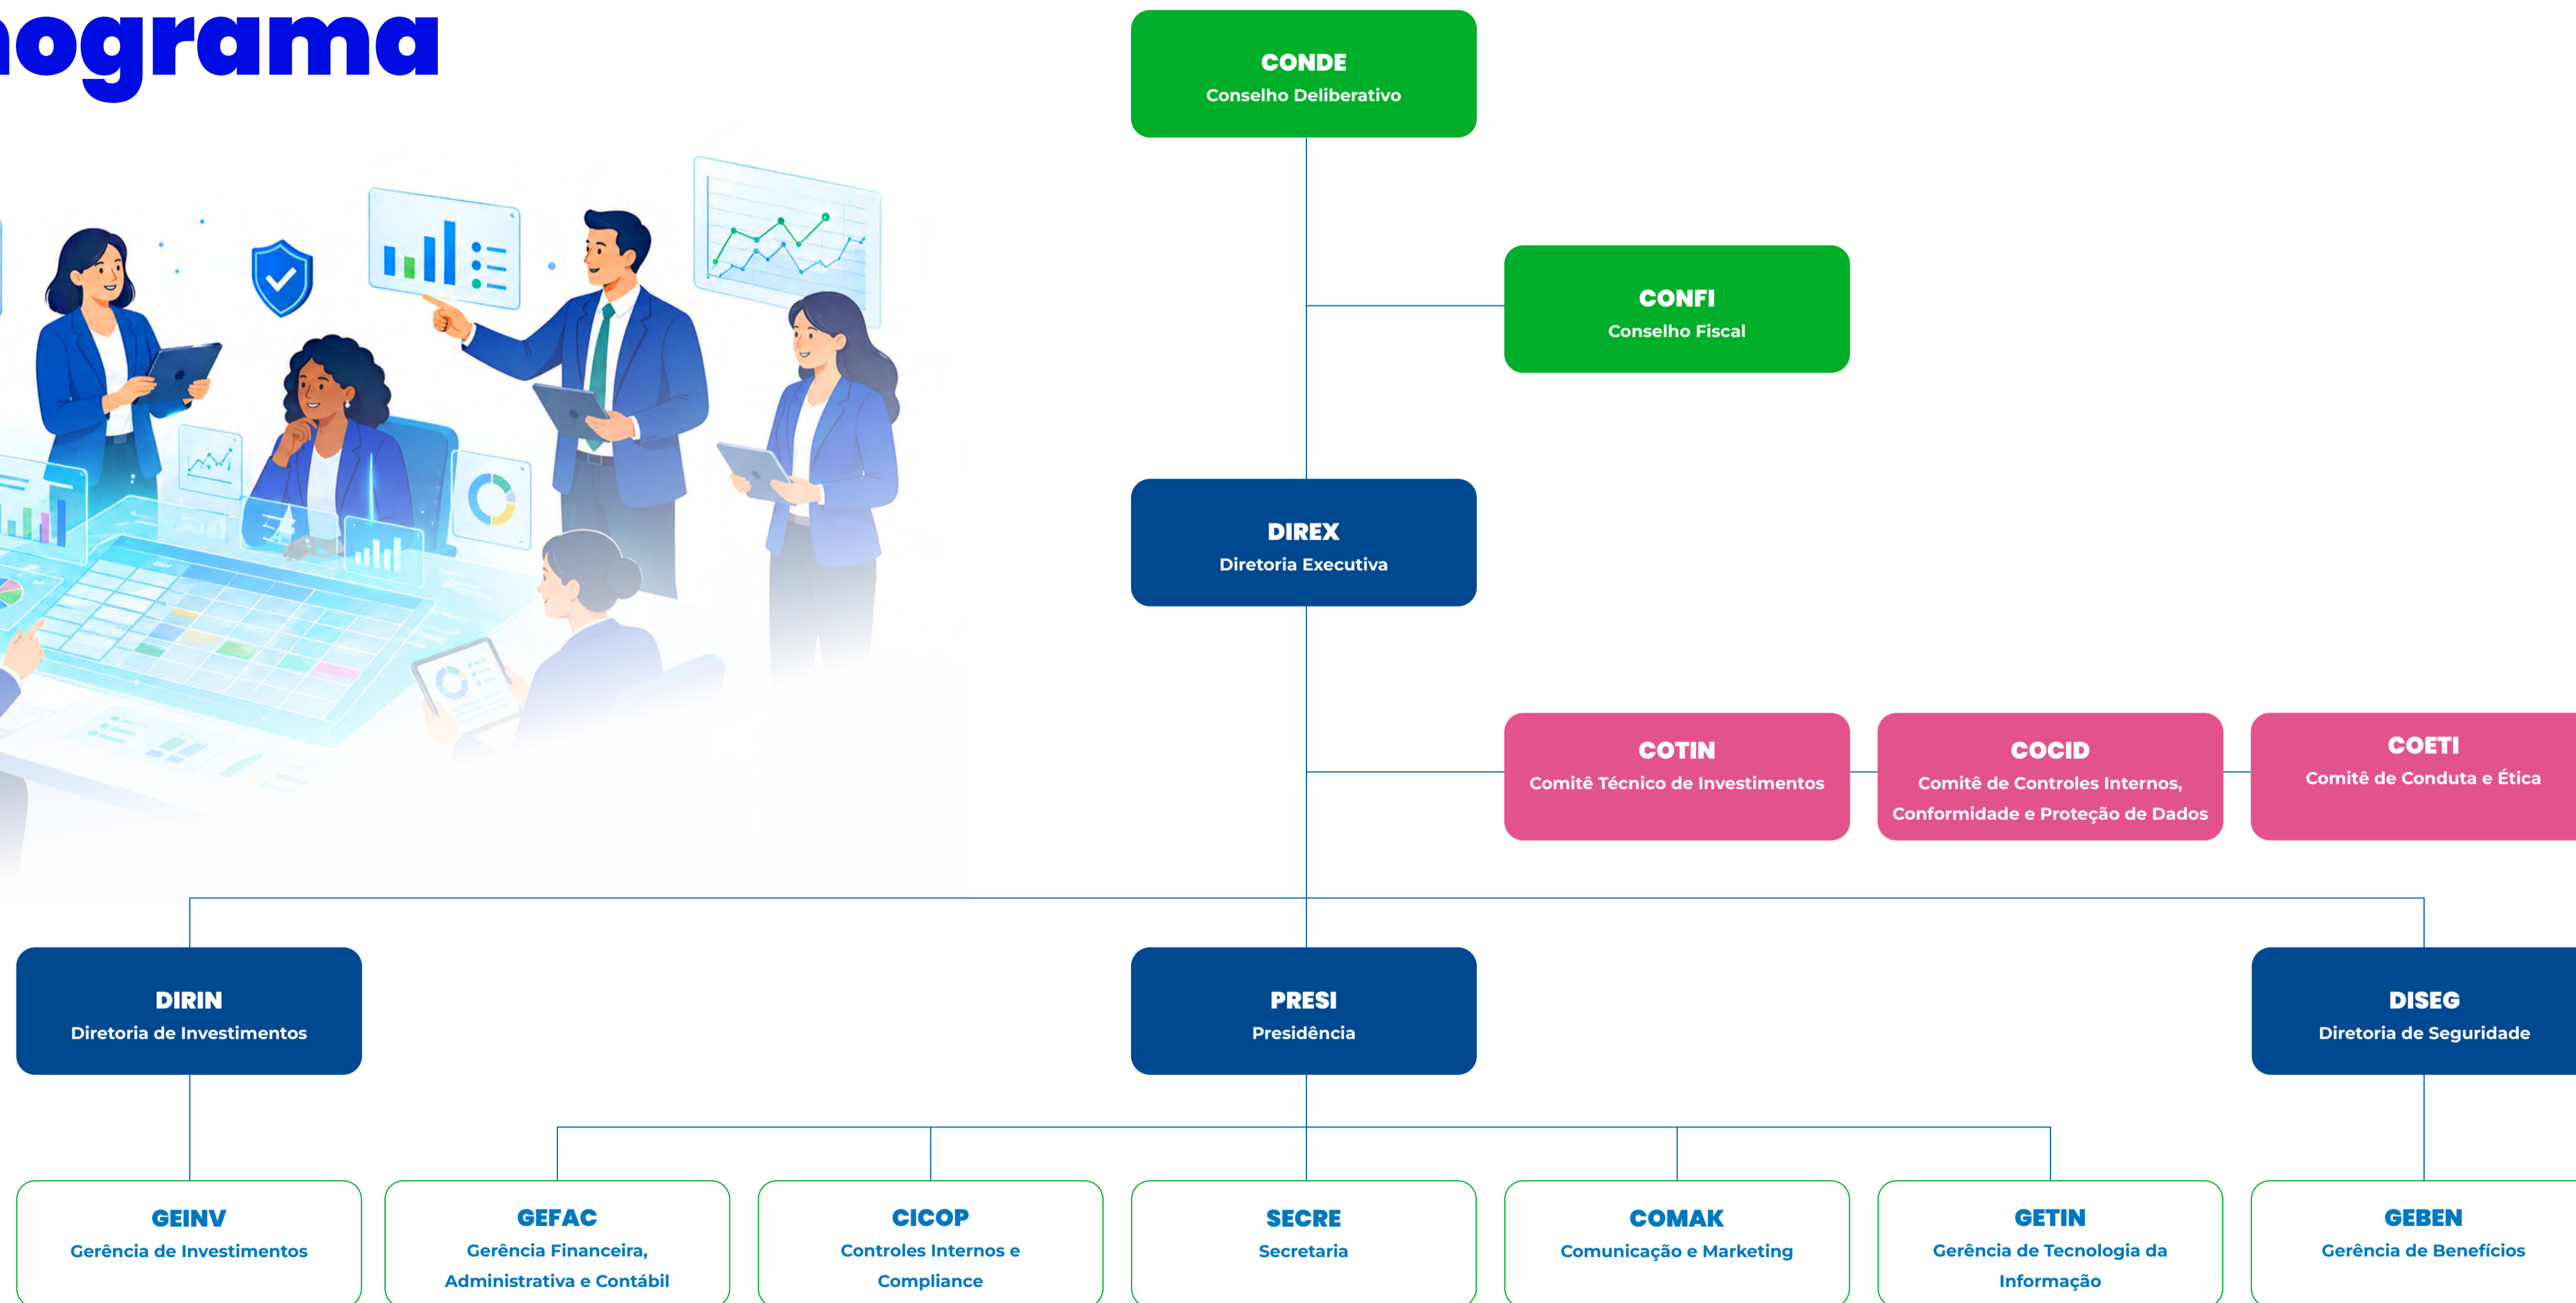 nograma
CONDE
Conselho Deliberativo
CONFI
Conselho Fiscal
DIREX
Diretoria Executiva
COTIN
Comitê Técnico de Investimentos
COCID
Comitê de Controles Internos,
Conformidade e Proteção de Dados
COETI
Comitê de Conduta e Ética
DIRIN
Diretoria de Investimentos
PRESI
Presidência
DISEG
Diretoria de Seguridade
GEINV
Gerência de Investimentos
GEFAC
Gerência Financeira,
Administrativa e Contábil
CICOP
Controles Internos e
Compliance
SECRE
Secretaria
COMAK
Comunicação e Marketing
GETIN
Gerência de Tecnologia da
Informação
GEBEN
Gerência de Benefícios